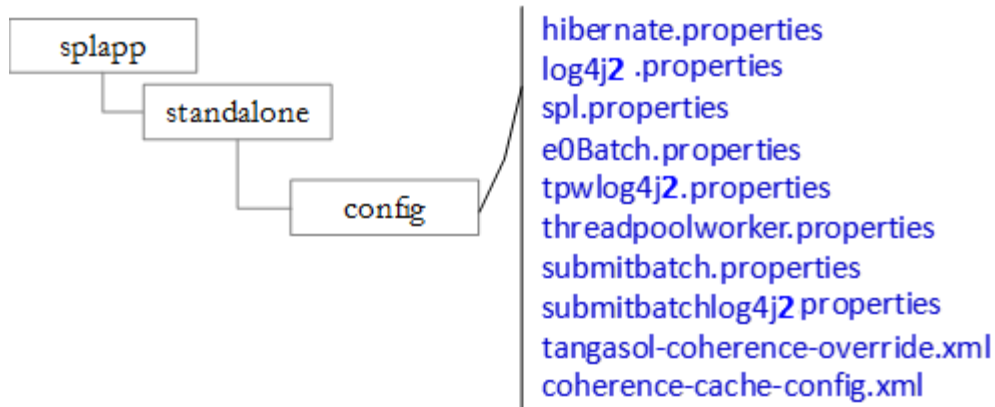 splapp
standalone
config
hibernate.properties
log4j2 .properties
spl.properties
e0Batch.properties
tpwlog4j2.properties
threadpoolworker.properties
submitbatch.properties
submitbatchlog4j2 properties
tangasol-coherence-override.xml
coherence-cache-config.xml